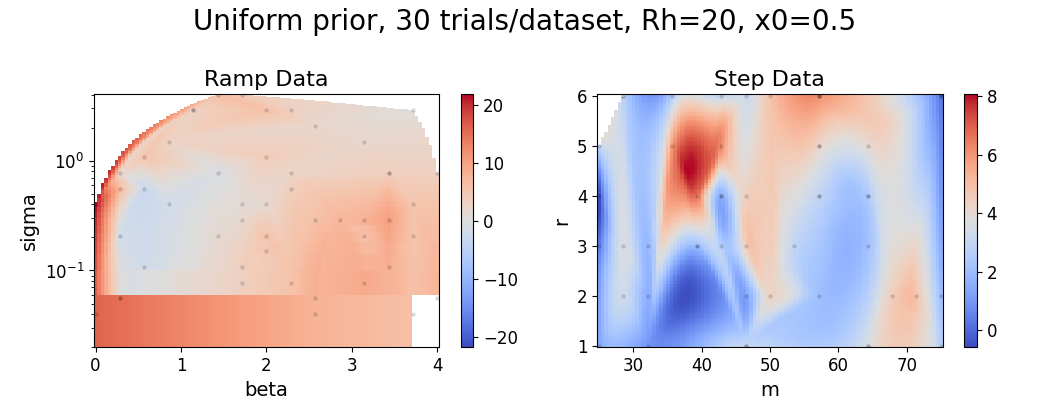 Uniform prior, 30 trials/dataset, Rh=20, x0=0.5
Ramp Data
Step Data
sigma
10⁰
10⁻¹
0 1 2 3 4
beta
20
10
0
−10
−20
r
6
5
4
3
2
1
30 40 50 60 70
m
8
6
4
2
0